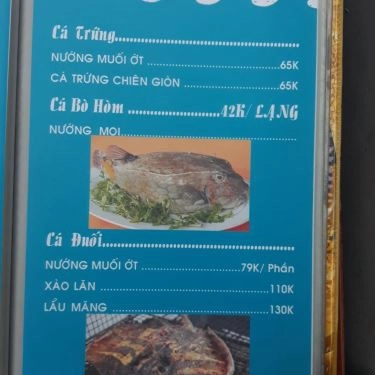 Cá Trứng
NƯỚNG MUỐI ỚT 65K
CÁ TRỨNG CHIÊN GIÒN 65K
Cá Bò Hòm 42K/ LẠNG
NƯỚNG MỌI
Cá Đuối
NƯỚNG MUỐI ỚT 79K/ Phần
XÀO LĂN 110K
LẨU MĂNG 130K